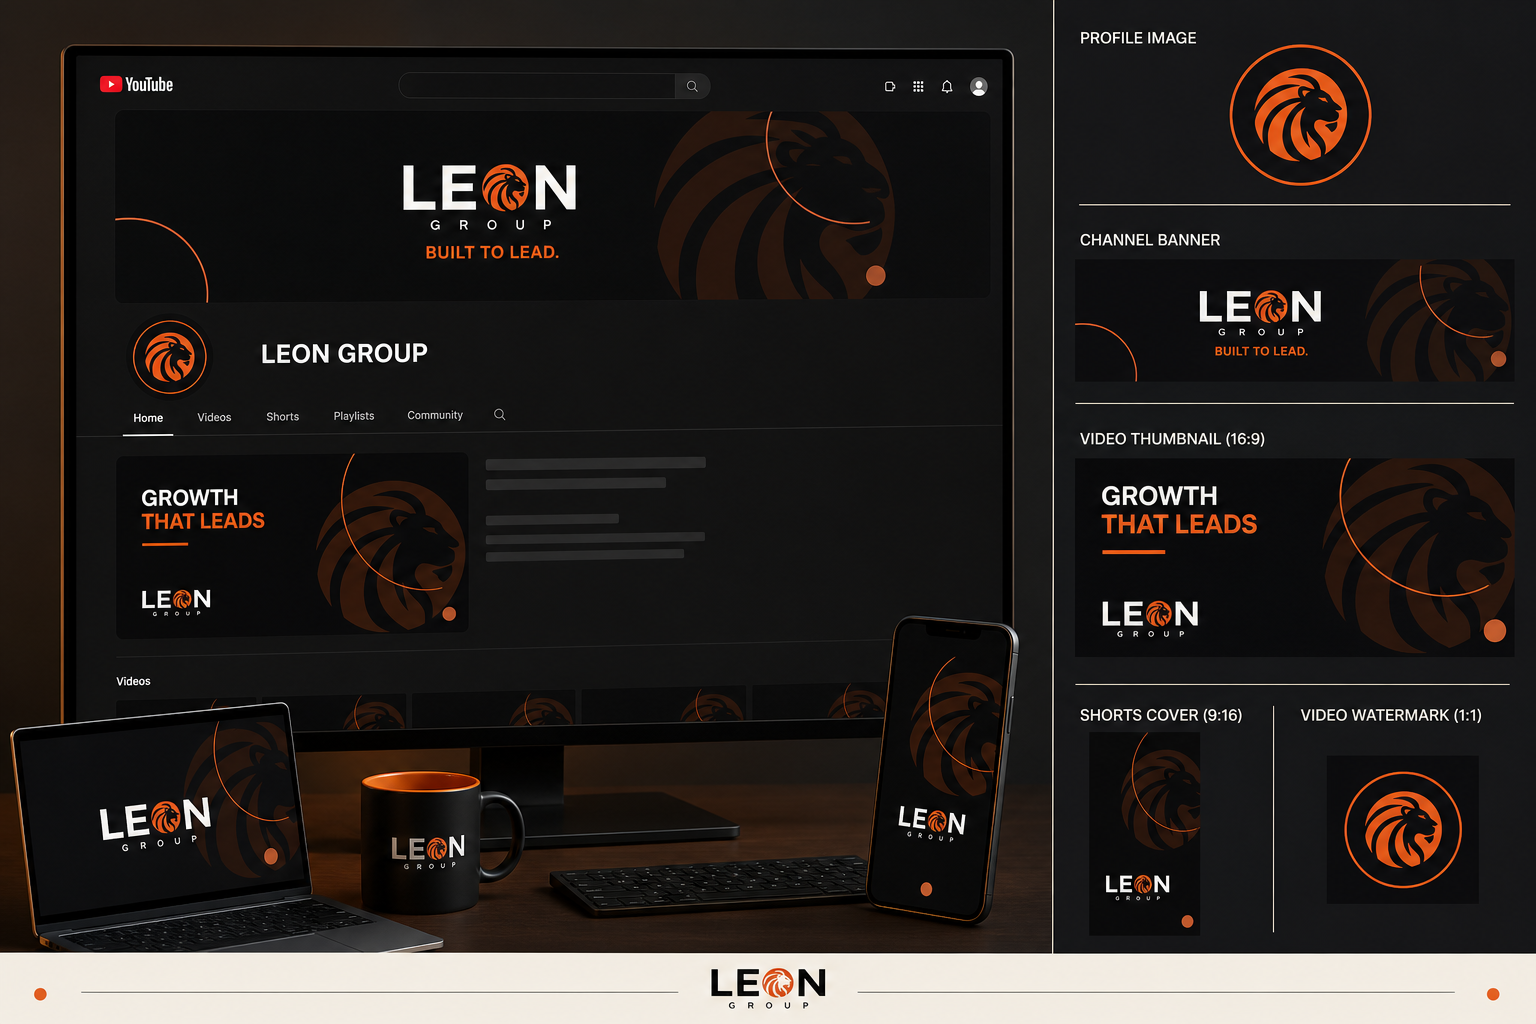 YouTube
LEON
GROUP
BUILT TO LEAD.
LEON GROUP
Home
Videos
Shorts
Playlists
Community
GROWTH
THAT LEADS
LEON
GROUP
Videos
LEON
GROUP
LEON
GROUP
LEON
GROUP
PROFILE IMAGE
CHANNEL BANNER
LEON
GROUP
BUILT TO LEAD.
VIDEO THUMBNAIL (16:9)
GROWTH
THAT LEADS
LEON
GROUP
SHORTS COVER (9:16)
LEON
GROUP
VIDEO WATERMARK (1:1)
LEON
GROUP